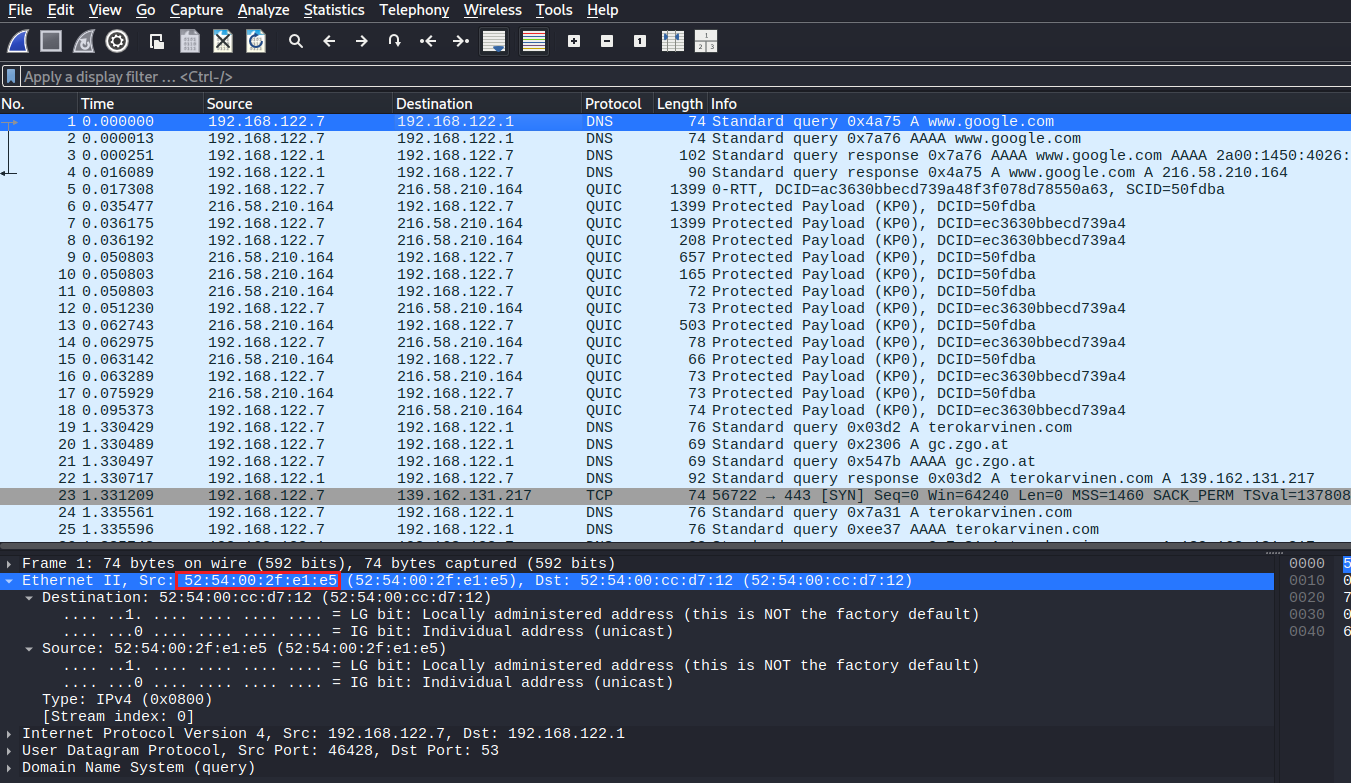 File Edit View Go Capture Analyze Statistics Telephony Wireless Tools Help
Apply a display filter … <Ctrl-/>
No. Time Source Destination Protocol Length Info
1 0.000000 192.168.122.7 192.168.122.1 DNS 74 Standard query 0x4a75 A www.google.com
2 0.000013 192.168.122.7 192.168.122.1 DNS 74 Standard query 0x7a76 AAAA www.google.com
3 0.000251 192.168.122.1 192.168.122.7 DNS 102 Standard query response 0x7a76 AAAA www.google.com AAAA 2a00:1450:4026:
4 0.016089 192.168.122.1 192.168.122.7 DNS 90 Standard query response 0x4a75 A www.google.com A 216.58.210.164
5 0.017308 192.168.122.7 216.58.210.164 QUIC 1399 0-RTT, DCID=ac3630bbecd739a48f3f078d78550a63, SCID=50fdba
6 0.035477 216.58.210.164 192.168.122.7 QUIC 1399 Protected Payload (KP0), DCID=50fdba
7 0.036175 192.168.122.7 216.58.210.164 QUIC 1399 Protected Payload (KP0), DCID=ec3630bbecd739a4
8 0.036192 192.168.122.7 216.58.210.164 QUIC 208 Protected Payload (KP0), DCID=ec3630bbecd739a4
9 0.050803 216.58.210.164 192.168.122.7 QUIC 657 Protected Payload (KP0), DCID=50fdba
10 0.050803 216.58.210.164 192.168.122.7 QUIC 165 Protected Payload (KP0), DCID=50fdba
11 0.050803 216.58.210.164 192.168.122.7 QUIC 72 Protected Payload (KP0), DCID=50fdba
12 0.051230 192.168.122.7 216.58.210.164 QUIC 73 Protected Payload (KP0), DCID=ec3630bbecd739a4
13 0.062743 216.58.210.164 192.168.122.7 QUIC 503 Protected Payload (KP0), DCID=50fdba
14 0.062975 192.168.122.7 216.58.210.164 QUIC 78 Protected Payload (KP0), DCID=ec3630bbecd739a4
15 0.063142 216.58.210.164 192.168.122.7 QUIC 66 Protected Payload (KP0), DCID=50fdba
16 0.063289 192.168.122.7 216.58.210.164 QUIC 73 Protected Payload (KP0), DCID=ec3630bbecd739a4
17 0.075929 216.58.210.164 192.168.122.7 QUIC 73 Protected Payload (KP0), DCID=50fdba
18 0.095373 192.168.122.7 216.58.210.164 QUIC 74 Protected Payload (KP0), DCID=ec3630bbecd739a4
19 1.330429 192.168.122.7 192.168.122.1 DNS 76 Standard query 0x03d2 A terokarvinen.com
20 1.330489 192.168.122.7 192.168.122.1 DNS 69 Standard query 0x2306 A gc.zgo.at
21 1.330497 192.168.122.7 192.168.122.1 DNS 69 Standard query 0x547b AAAA gc.zgo.at
22 1.330717 192.168.122.1 192.168.122.7 DNS 92 Standard query response 0x03d2 A terokarvinen.com A 139.162.131.217
23 1.331209 192.168.122.7 139.162.131.217 TCP 74 56722 → 443 [SYN] Seq=0 Win=64240 Len=0 MSS=1460 SACK_PERM TSval=137808
24 1.335561 192.168.122.7 192.168.122.1 DNS 76 Standard query 0x7a31 A terokarvinen.com
25 1.335596 192.168.122.7 192.168.122.1 DNS 76 Standard query 0xee37 AAAA terokarvinen.com
Frame 1: 74 bytes on wire (592 bits), 74 bytes captured (592 bits)
Ethernet II, Src: 52:54:00:2f:e1:e5 (52:54:00:2f:e1:e5), Dst: 52:54:00:cc:d7:12 (52:54:00:cc:d7:12)
Destination: 52:54:00:cc:d7:12 (52:54:00:cc:d7:12)
.... ..1. .... .... .... .... = LG bit: Locally administered address (this is NOT the factory default)
.... ...0 .... .... .... .... = IG bit: Individual address (unicast)
Source: 52:54:00:2f:e1:e5 (52:54:00:2f:e1:e5)
.... ..1. .... .... .... .... = LG bit: Locally administered address (this is NOT the factory default)
.... ...0 .... .... .... .... = IG bit: Individual address (unicast)
Type: IPv4 (0x0800)
[Stream index: 0]
Internet Protocol Version 4, Src: 192.168.122.7, Dst: 192.168.122.1
User Datagram Protocol, Src Port: 46428, Dst Port: 53
Domain Name System (query)
0000 5
0010 0
0020 7
0030 0
0040 6